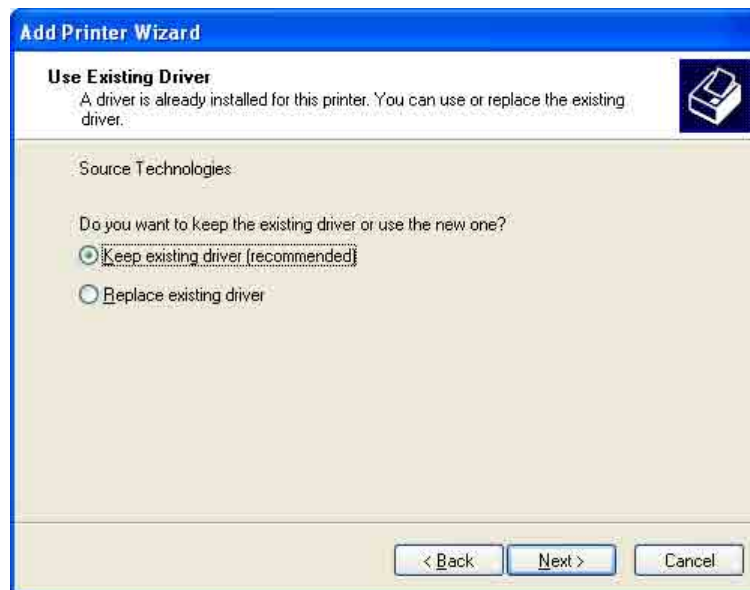 Add Printer Wizard
Use Existing Driver
A driver is already installed for this printer. You can use or replace the existing
driver.
Source Technologies
Do you want to keep the existing driver or use the new one?
Keep existing driver (recommended)
Replace existing driver
< Back
Next >
Cancel